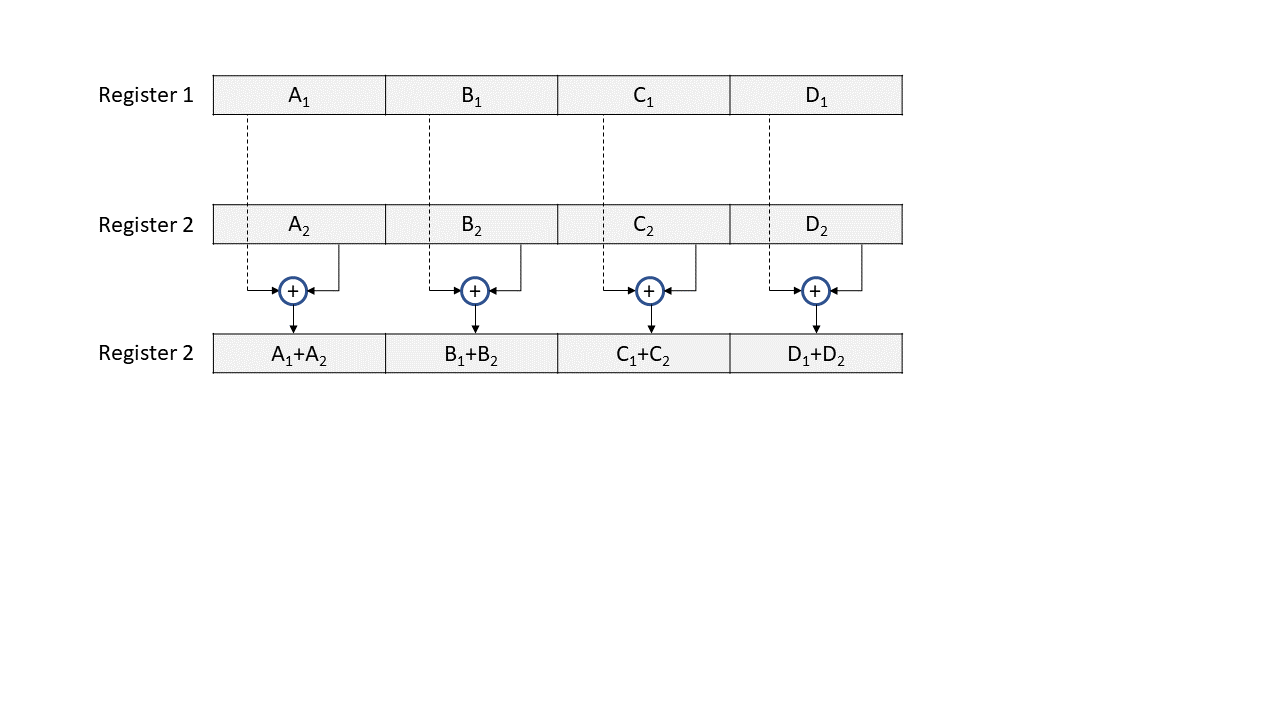 Register 1 A₁ B₁ C₁ D₁
Register 2 A₂ B₂ C₂ D₂
+ + + +
Register 2 A₁+A₂ B₁+B₂ C₁+C₂ D₁+D₂